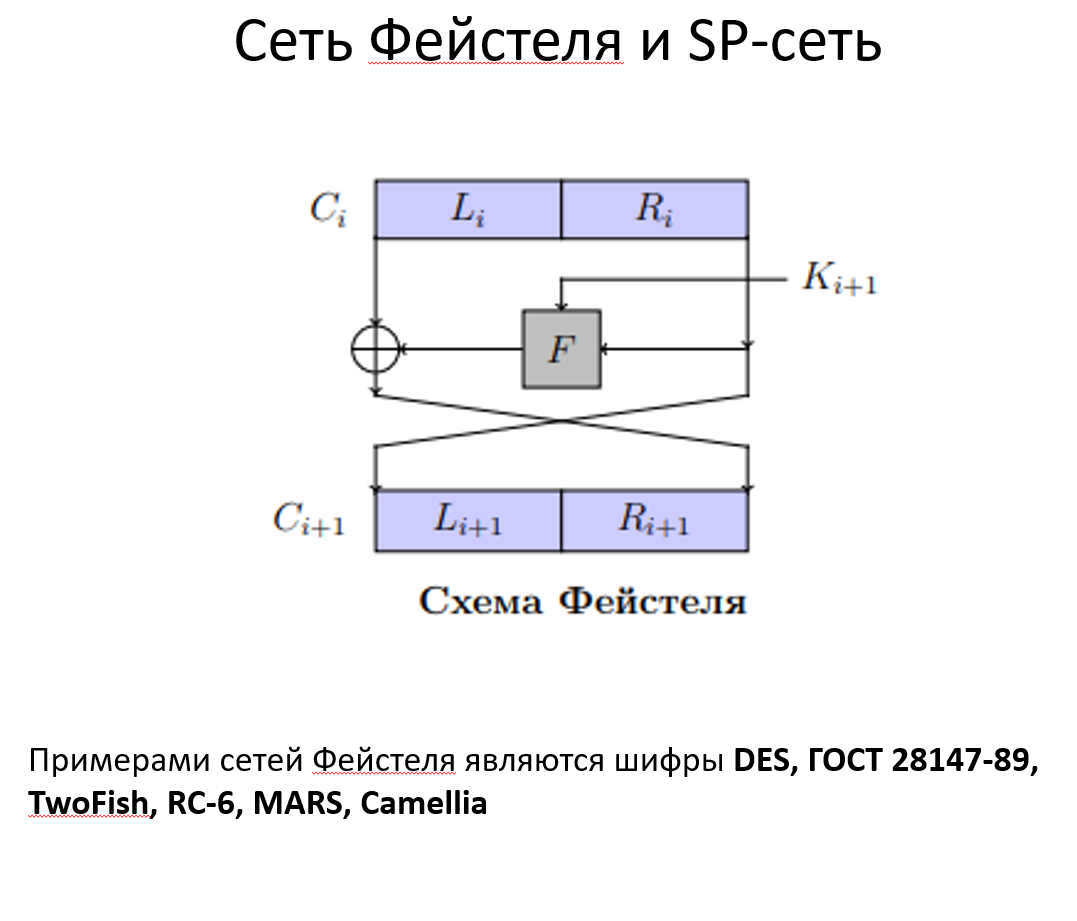 Сеть Фейстеля и SP-сеть
C_i L_i R_i
K_{i+1}
F
C_{i+1} L_{i+1} R_{i+1}
Схема Фейстеля
Примерами сетей Фейстеля являются шифры DES, ГОСТ 28147-89,
TwoFish, RC-6, MARS, Camellia